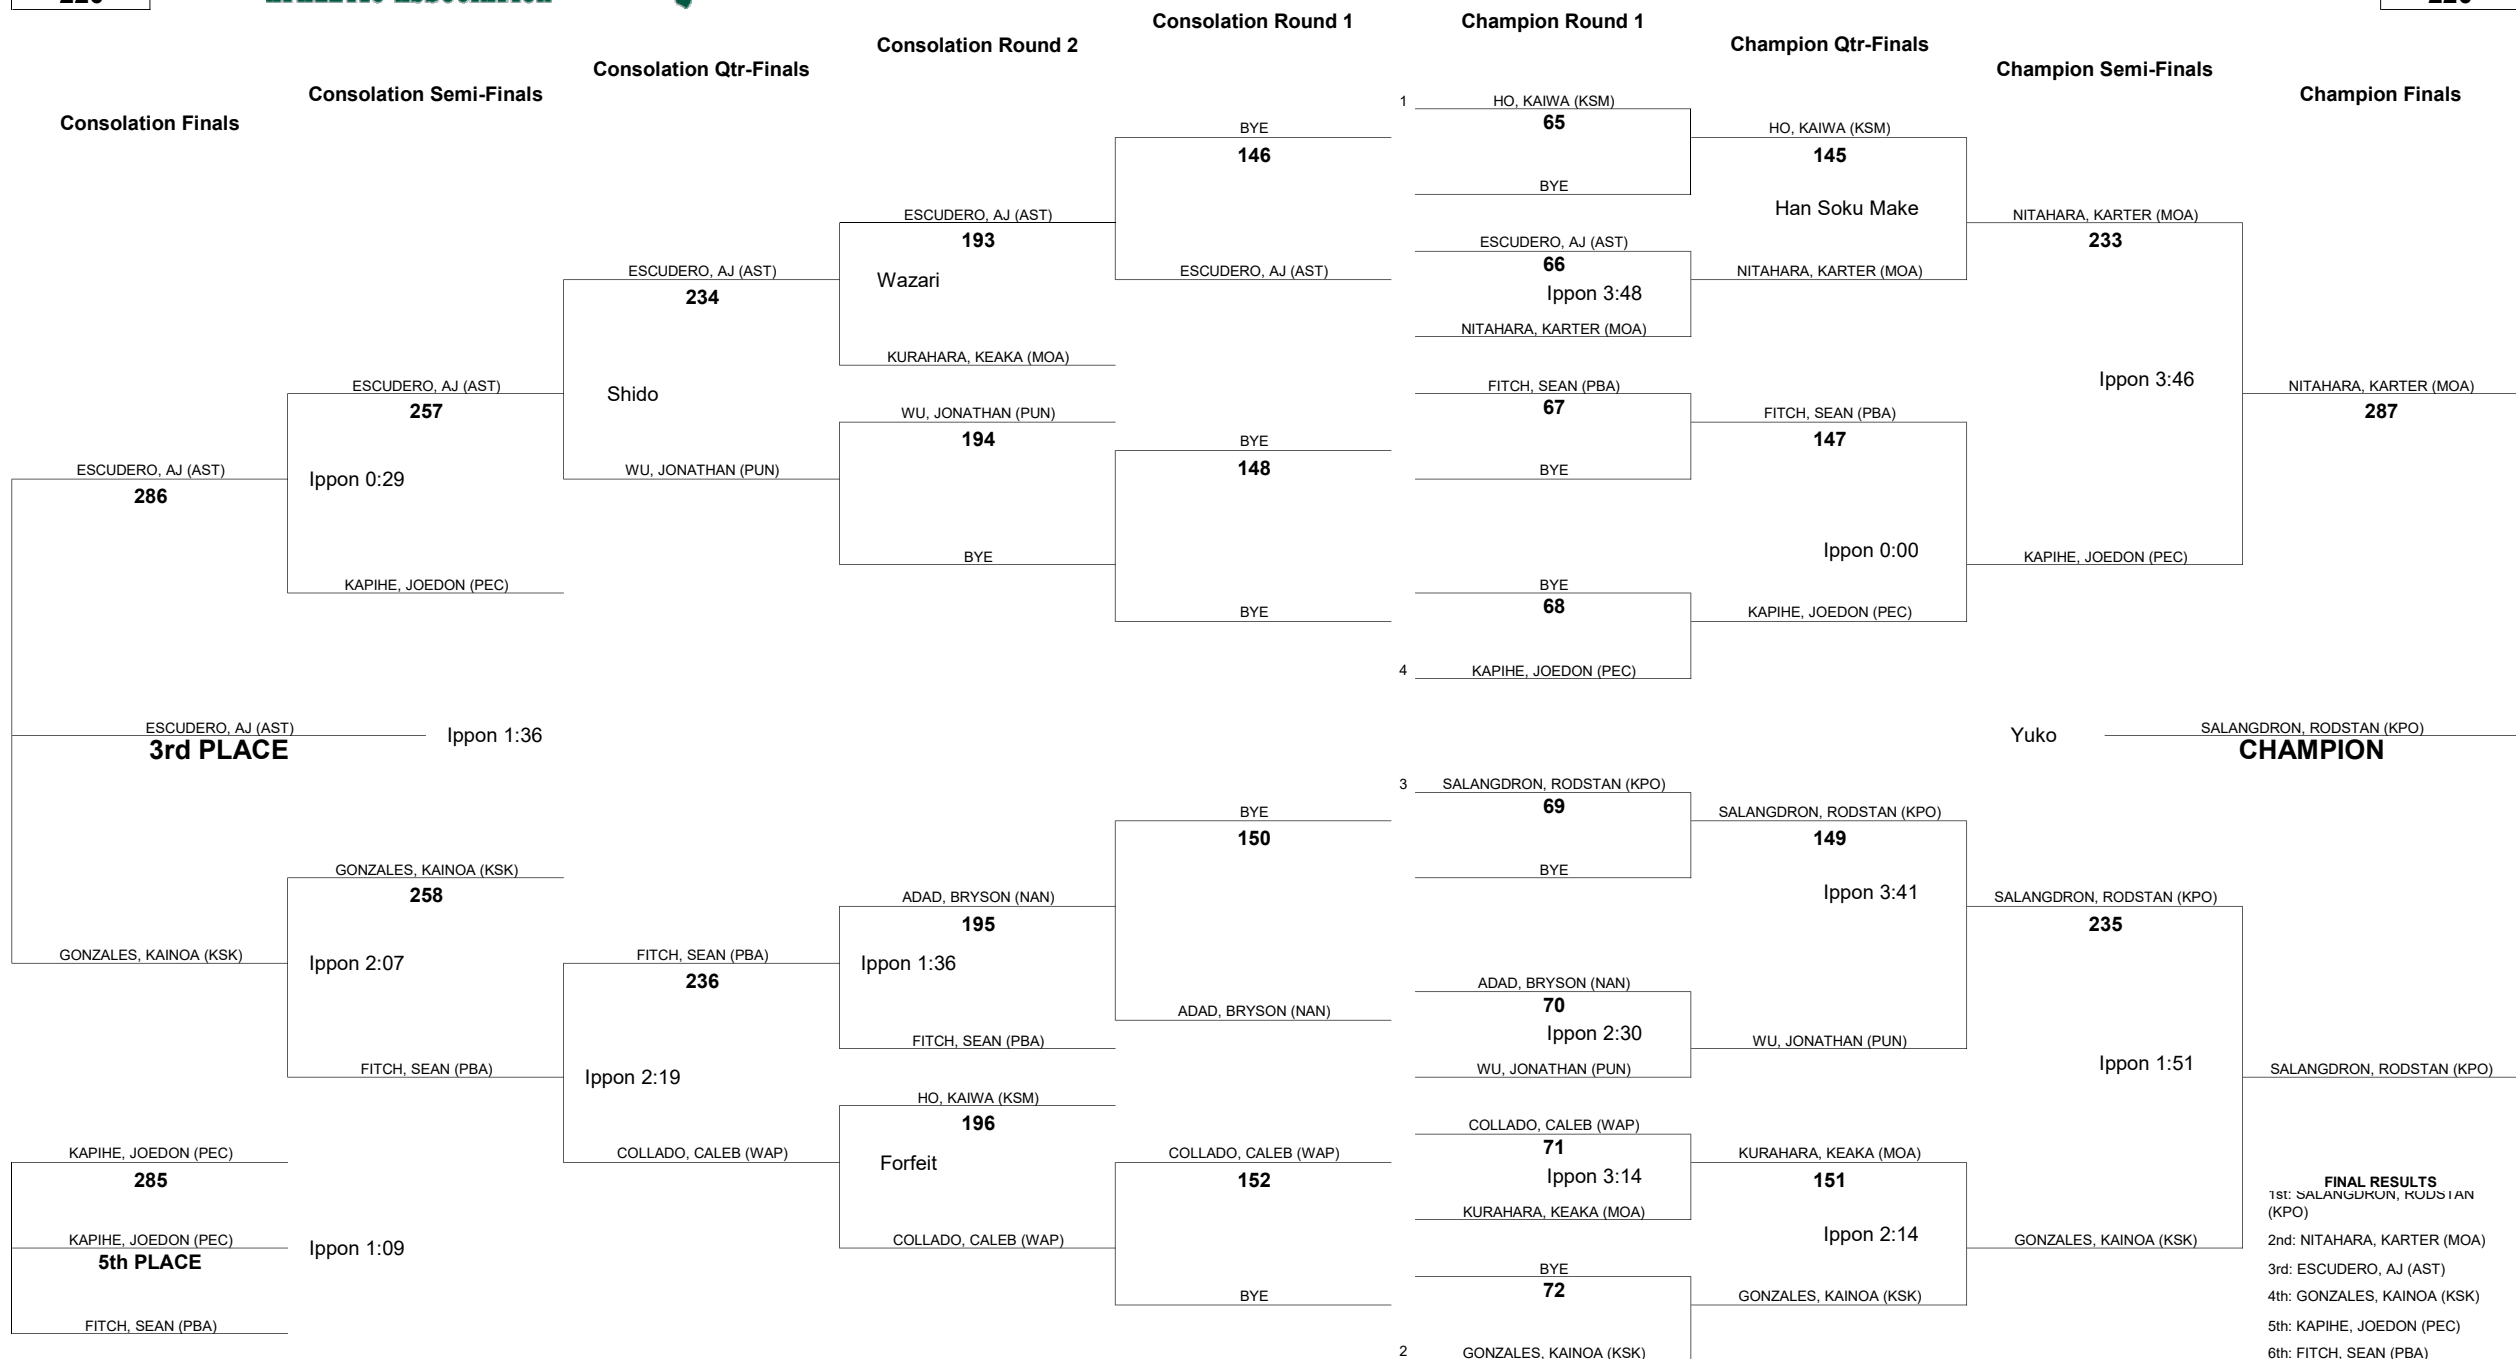 Consolation Round 1
Champion Round 1
Consolation Round 2
Champion Qtr-Finals
Consolation Qtr-Finals
Champion Semi-Finals
Consolation Semi-Finals
Champion Finals
Consolation Finals
ESCUDERO, AJ (AST)
286
GONZALES, KAINOA (KSK)
ESCUDERO, AJ (AST)
3rd PLACE
Ippon 1:36
KAPIHE, JOEDON (PEC)
285
KAPIHE, JOEDON (PEC)
5th PLACE
Ippon 1:09
FITCH, SEAN (PBA)
ESCUDERO, AJ (AST)
257
Ippon 0:29
KAPIHE, JOEDON (PEC)
GONZALES, KAINOA (KSK)
258
Ippon 2:07
FITCH, SEAN (PBA)
ESCUDERO, AJ (AST)
234
Shido
WU, JONATHAN (PUN)
FITCH, SEAN (PBA)
236
Ippon 2:19
COLLADO, CALEB (WAP)
ESCUDERO, AJ (AST)
193
Wazari
KURAHARA, KEAKA (MOA)
WU, JONATHAN (PUN)
194
BYE
ADAD, BRYSON (NAN)
195
Ippon 1:36
FITCH, SEAN (PBA)
HO, KAIWA (KSM)
196
Forfeit
COLLADO, CALEB (WAP)
BYE
146
ESCUDERO, AJ (AST)
BYE
148
BYE
BYE
150
ADAD, BRYSON (NAN)
COLLADO, CALEB (WAP)
152
BYE
1
HO, KAIWA (KSM)
65
BYE
ESCUDERO, AJ (AST)
66
Ippon 3:48
NITAHARA, KARTER (MOA)
FITCH, SEAN (PBA)
67
BYE
BYE
68
4
KAPIHE, JOEDON (PEC)
3
SALANGDRON, RODSTAN (KPO)
69
BYE
ADAD, BRYSON (NAN)
70
Ippon 2:30
WU, JONATHAN (PUN)
COLLADO, CALEB (WAP)
71
Ippon 3:14
KURAHARA, KEAKA (MOA)
BYE
72
2
GONZALES, KAINOA (KSK)
HO, KAIWA (KSM)
145
Han Soku Make
NITAHARA, KARTER (MOA)
FITCH, SEAN (PBA)
147
Ippon 0:00
KAPIHE, JOEDON (PEC)
SALANGDRON, RODSTAN (KPO)
149
Ippon 3:41
WU, JONATHAN (PUN)
KURAHARA, KEAKA (MOA)
151
Ippon 2:14
GONZALES, KAINOA (KSK)
NITAHARA, KARTER (MOA)
233
Ippon 3:46
KAPIHE, JOEDON (PEC)
SALANGDRON, RODSTAN (KPO)
235
Ippon 1:51
GONZALES, KAINOA (KSK)
NITAHARA, KARTER (MOA)
287
Yuko
SALANGDRON, RODSTAN (KPO)
CHAMPION
SALANGDRON, RODSTAN (KPO)
FINAL RESULTS
1st: SALANGDRON, RODSTAN
(KPO)
2nd: NITAHARA, KARTER (MOA)
3rd: ESCUDERO, AJ (AST)
4th: GONZALES, KAINOA (KSK)
5th: KAPIHE, JOEDON (PEC)
6th: FITCH, SEAN (PBA)